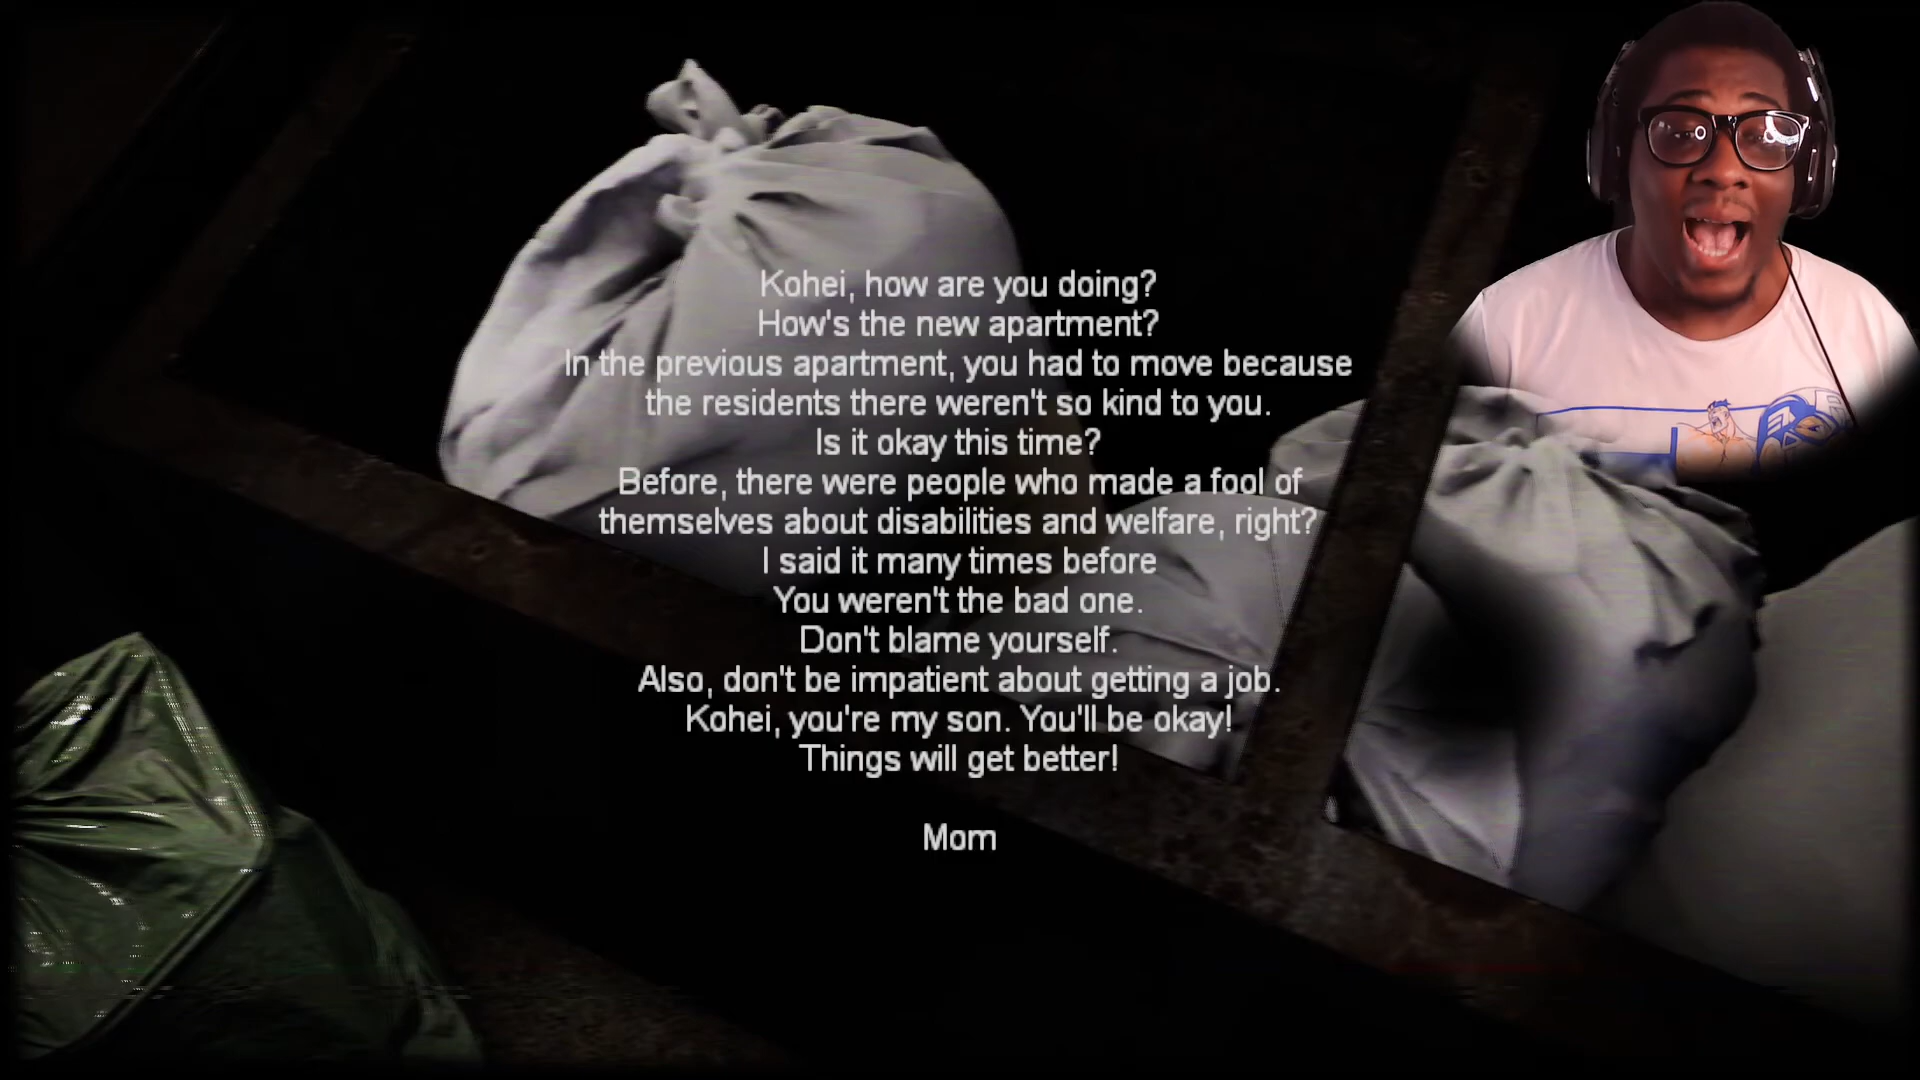 Kohei, how are you doing?
How's the new apartment?
In the previous apartment, you had to move because
the residents there weren't so kind to you.
Is it okay this time?
Before, there were people who made a fool of
themselves about disabilities and welfare, right?
I said it many times before
You weren't the bad one.
Don't blame yourself.
Also, don't be impatient about getting a job.
Kohei, you're my son. You'll be okay!
Things will get better!
Mom